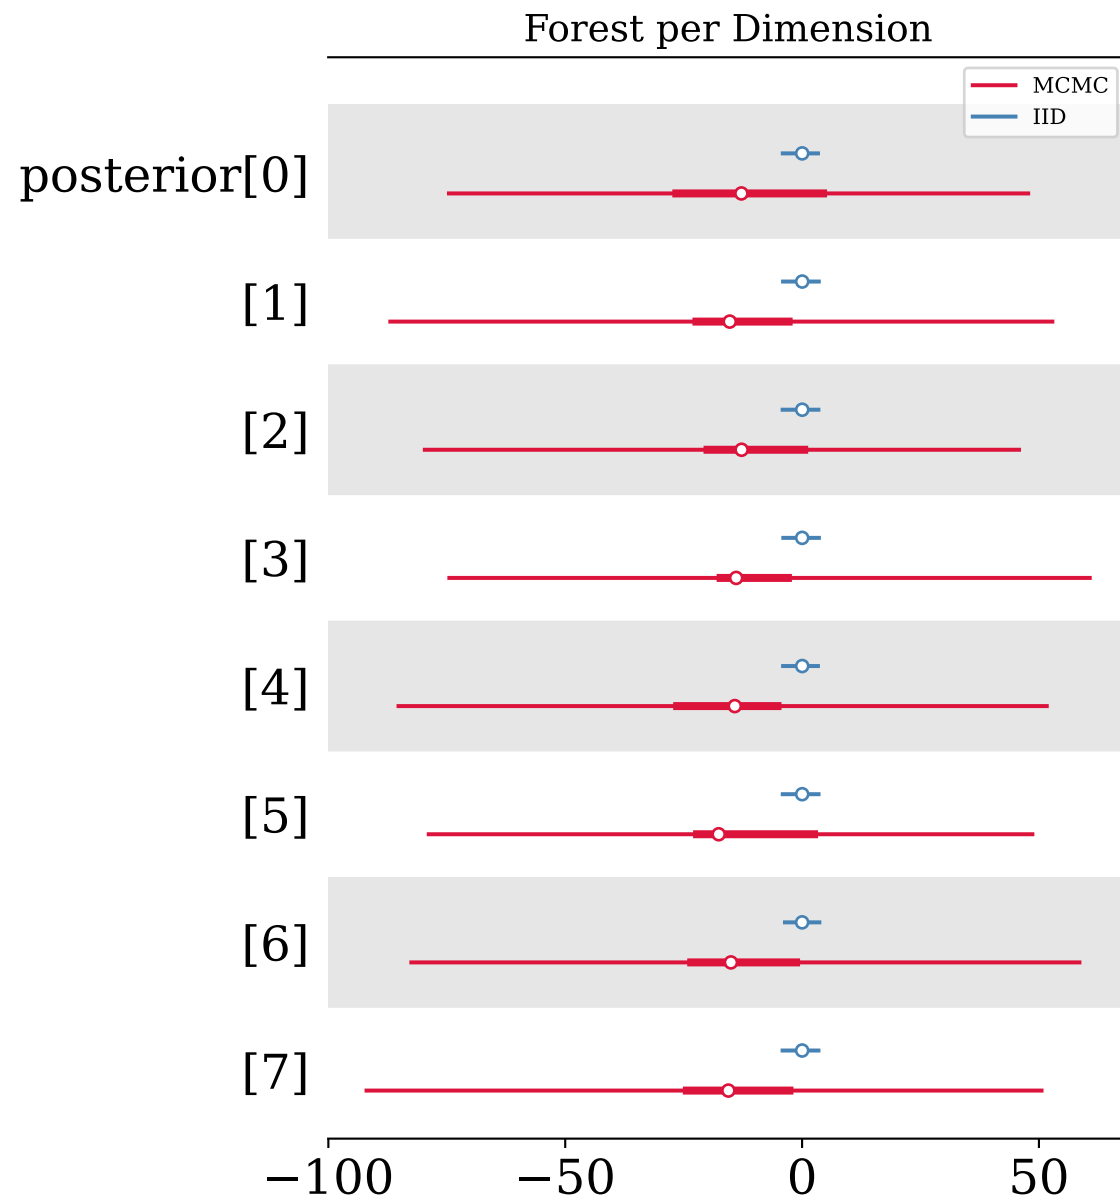 Forest per Dimension
MCMC
IID
posterior[0]
[1]
[2]
[3]
[4]
[5]
[6]
[7]
−100 −50 0 50